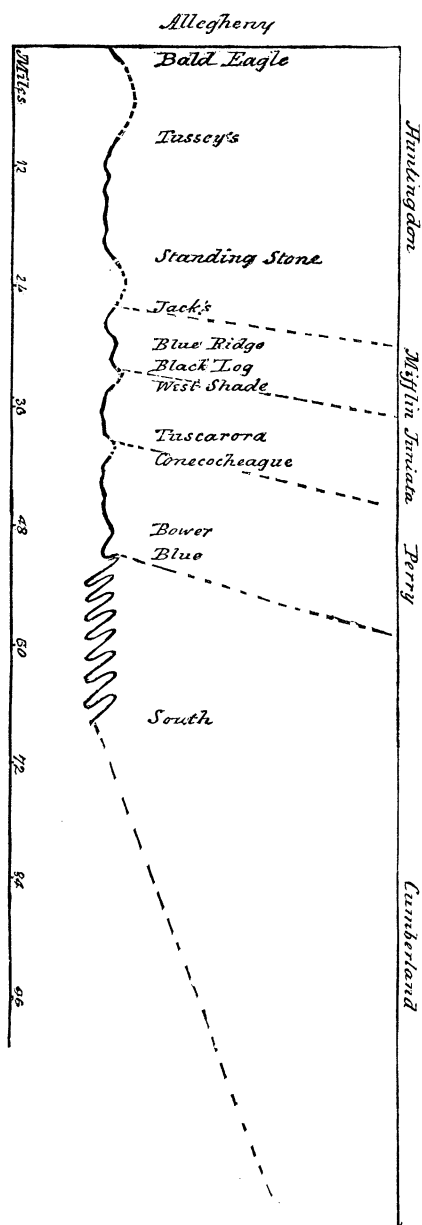 Allegheny
Bald Eagle
Tussey's
Standing Stone
Jack's
Blue Ridge
Black Log
West Shade
Tuscarora
Conecocheague
Bower
Blue
South
Miles
12
24
36
48
60
72
84
96
Huntingdon
Mifflin
Juniata
Perry
Cumberland